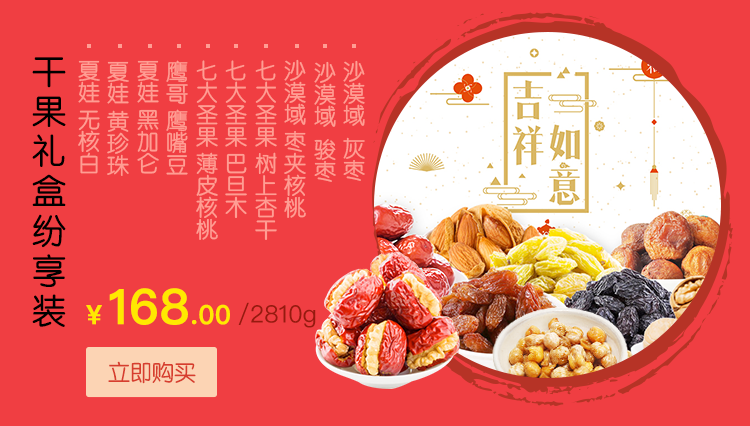 干果礼盒纷享装
沙漠域 灰枣
沙漠域 骏枣
沙漠域 枣夹核桃
七大圣果 树上杏干
七大圣果 巴旦木
七大圣果 薄皮核桃
鹰哥 鹰嘴豆
夏娃 黑加仑
夏娃 黄珍珠
夏娃 无核白
¥168.00/2810g
立即购买
吉祥
如意